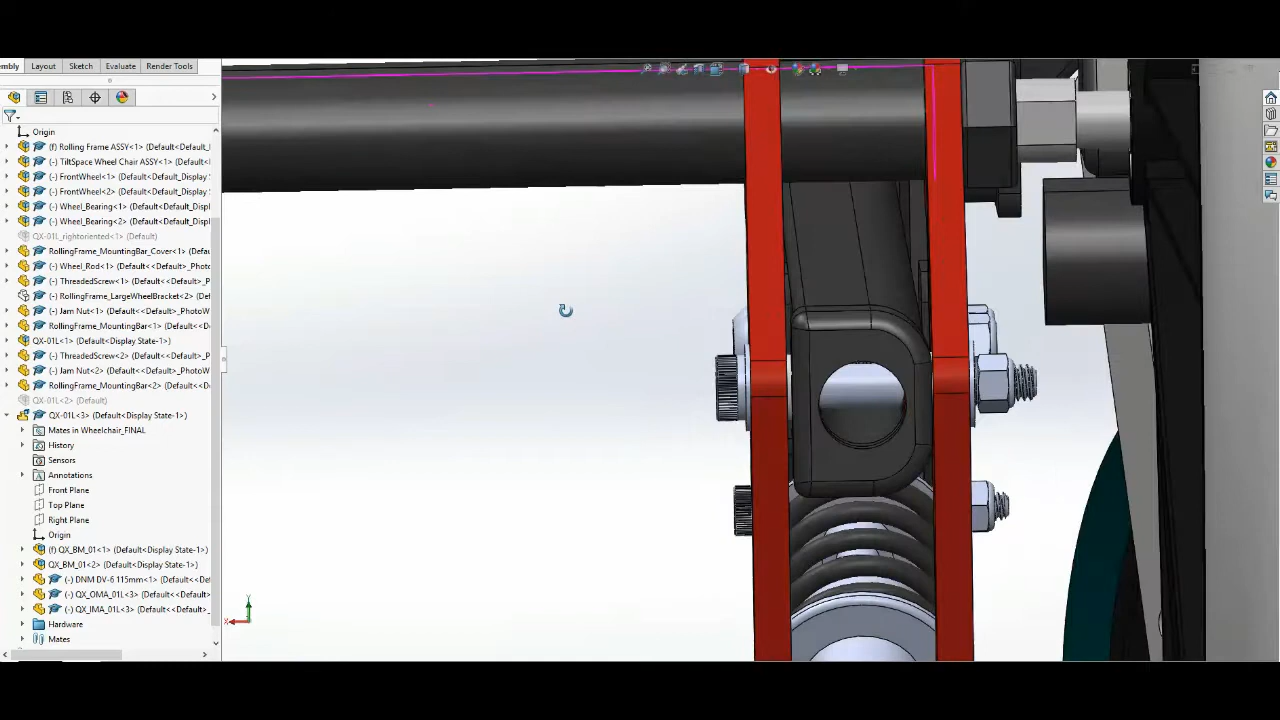 mbly Layout Sketch Evaluate Render Tools
Origin
(f) Rolling Frame ASSY<1> (Default<Default_
(-) TiltSpace Wheel Chair ASSY<1> (Default<
(-) FrontWheel<1> (Default<Default_Display
(-) FrontWheel<2> (Default<Default_Display
(-) Wheel_Bearing<1> (Default<Default_Displ
(-) Wheel_Bearing<2> (Default<Default_Displ
QX-01L_rightoriented<1> (Default)
RollingFrame_MountingBar_Cover<1> (Defau
(-) Wheel_Rod<1> (Default<<Default>_Photo
(-) ThreadedScrew<1> (Default<<Default>_P
(-) RollingFrame_LargeWheelBracket<2> (Def
(-) Jam Nut<1> (Default<<Default>_PhotoW
RollingFrame_MountingBar<1> (Default<<D
QX-01L<1> (Default<Display State-1>)
(-) ThreadedScrew<2> (Default<<Default>_P
(-) Jam Nut<2> (Default<<Default>_PhotoW
RollingFrame_MountingBar<2> (Default<<D
QX-01L<2> (Default)
QX-01L<3> (Default<Display State-1>)
Mates in Wheelchair_FINAL
History
Sensors
Annotations
Front Plane
Top Plane
Right Plane
Origin
(f) QX_BM_01<1> (Default<Display State-1>)
QX_BM_01<2> (Default<Display State-1>)
(-) DNM DV-6 115mm<1> (Default<<Defau
(-) QX_OMA_01L<3> (Default<<Default>_
(-) QX_IMA_01L<3> (Default<<Default>_
Hardware
Mates
Y
X